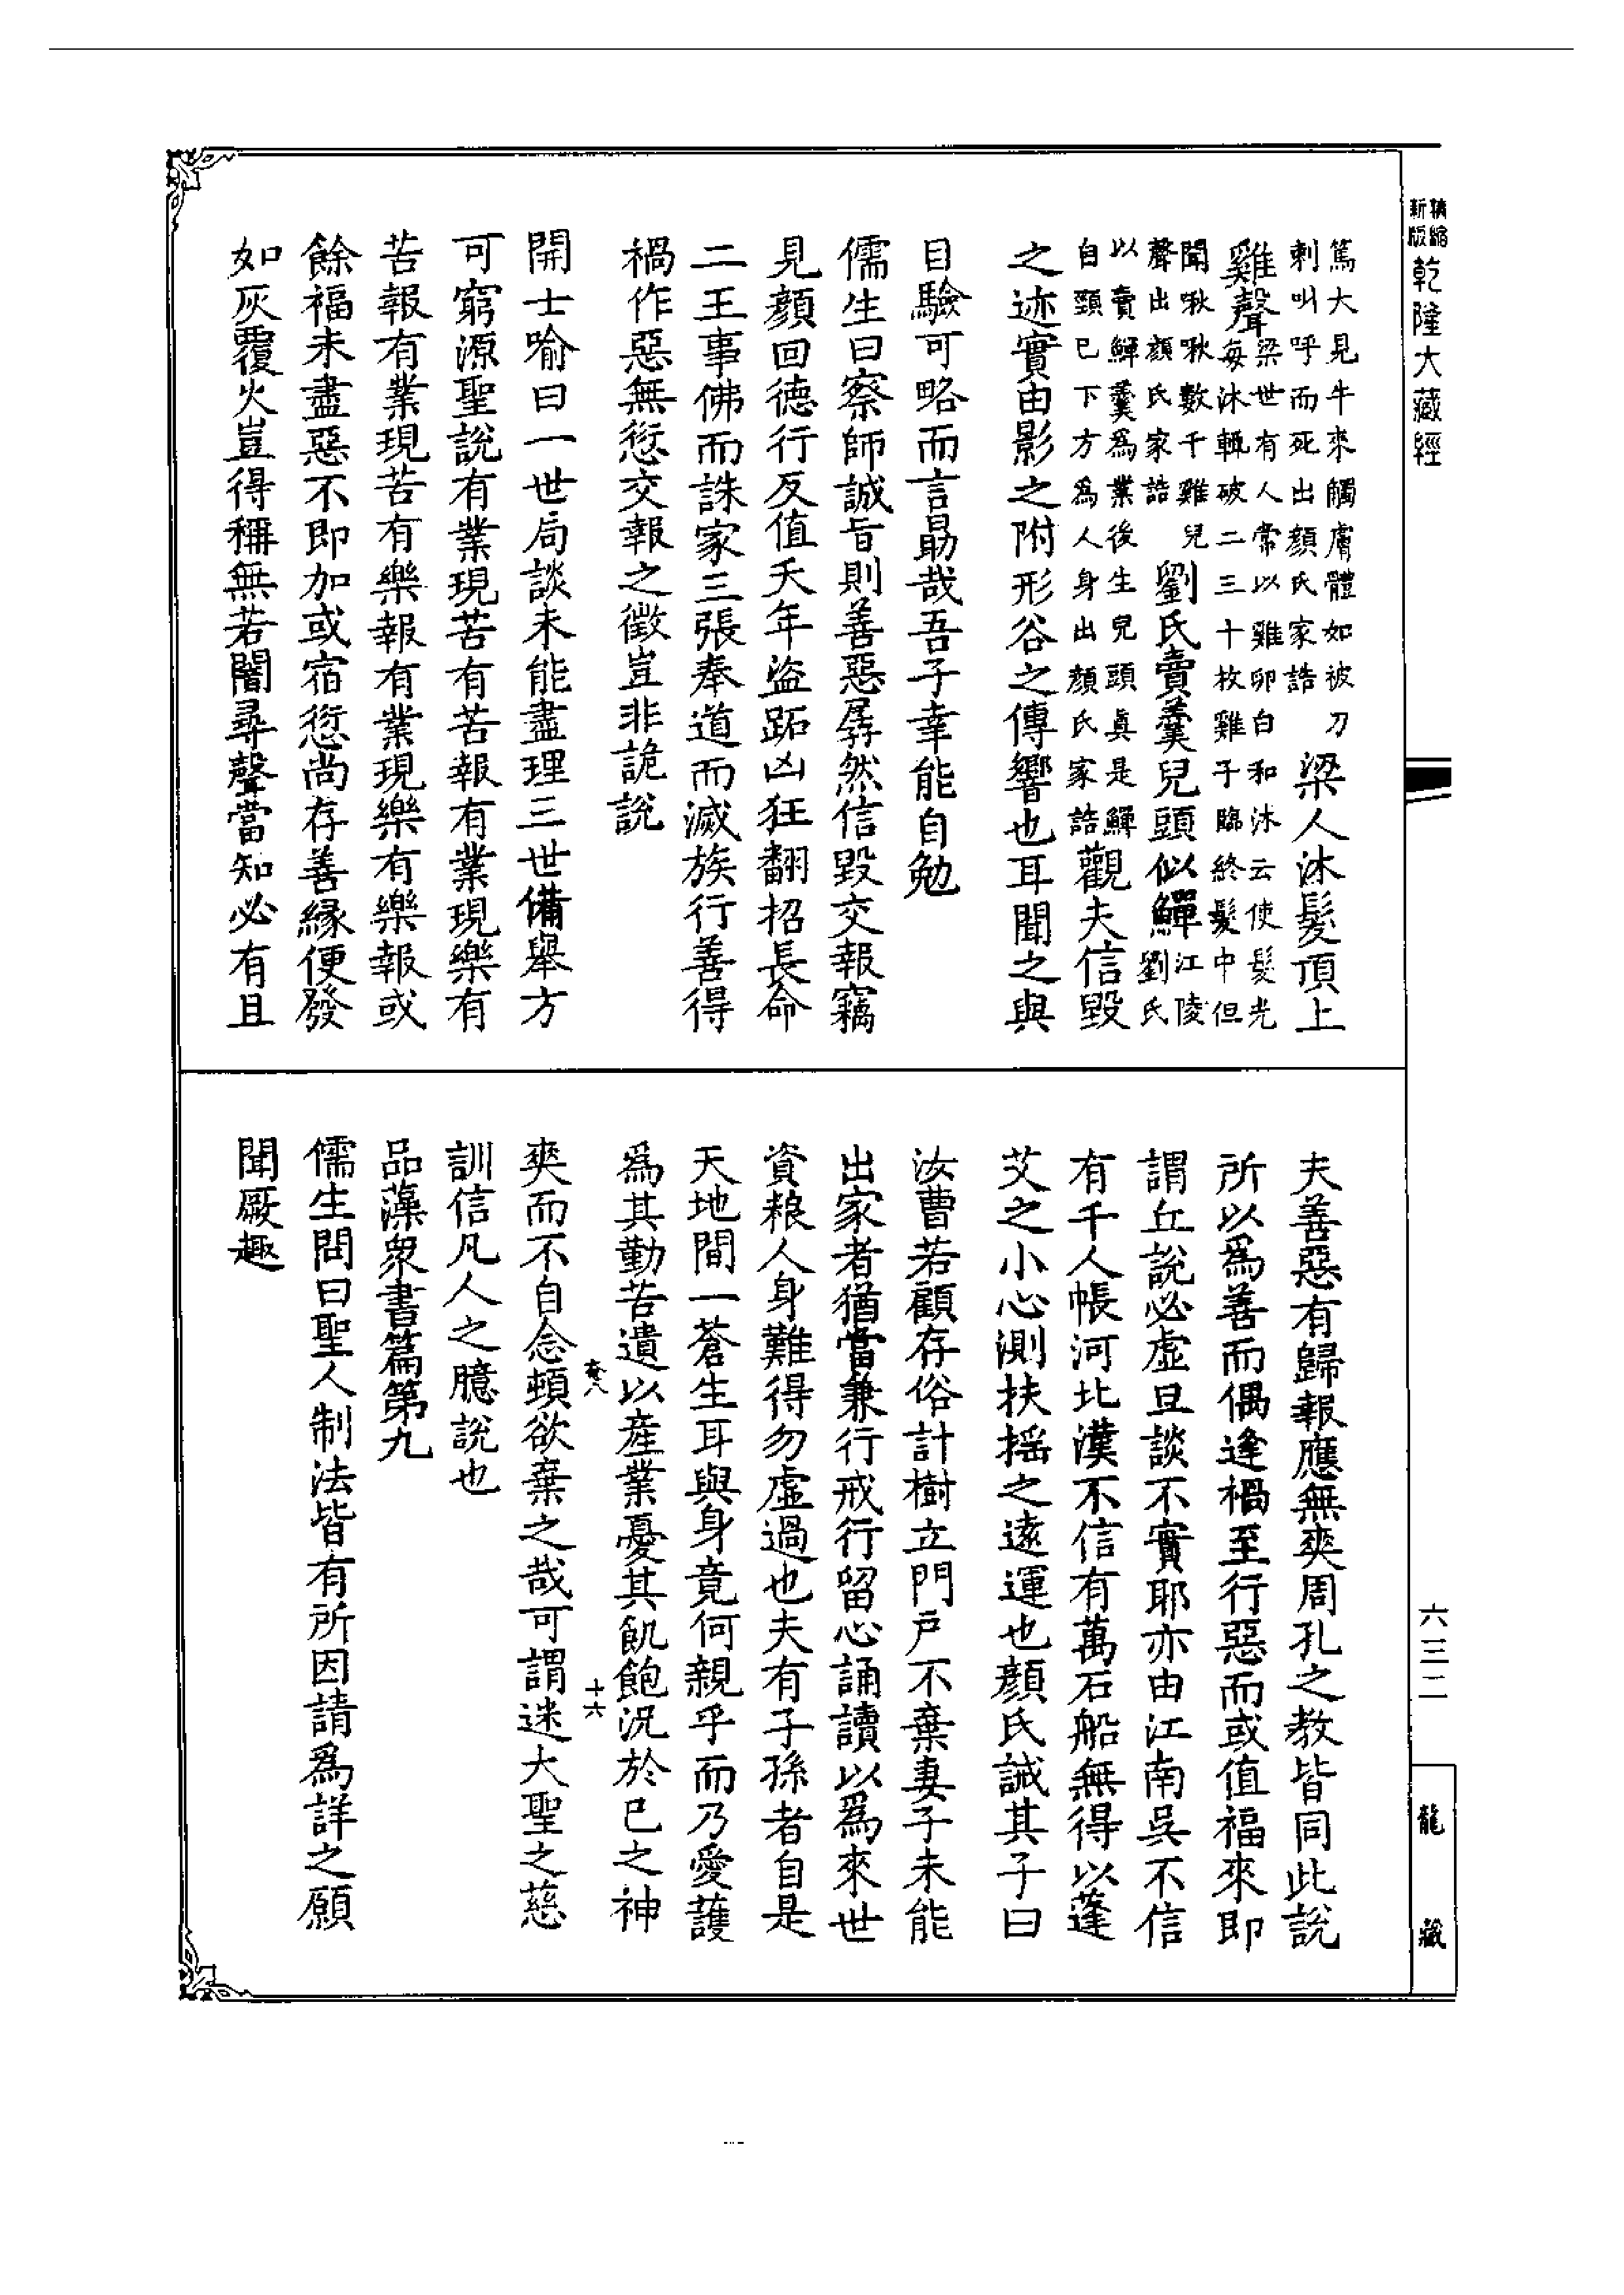 精縮新版
乾隆大藏經
六三二
龍藏
篤大見牛來觸膚體如被刀
刺叫呼而死出顏氏家誥
梁人沐髮頂上
雞聲
梁世有人常以雞卵白和沐云使髮光
每沐輒破二三十枚雞子臨終髮中但
聞啾啾數千雞兒
聲出顏氏家誥
劉氏賣羹兒頭似鱓
江陵
劉氏
以賣鱓羹為業後生兒頭真是鱓
自頸已下方為人身出顏氏家誥
觀夫信毀
之迹實由影之附形谷之傳響也耳聞之與
目驗可略而言勗哉吾子幸能自勉
儒生曰察師誠旨則善惡孱然信毀交報竊
見顏回德行反值夭年盜跖凶狂翻招長命
二王事佛而誅家三張奉道而滅族行善得
禍作惡無愆交報之徵豈非詭說
開士喻曰一世局談未能盡理三世備舉方
可窮源聖說有業現苦有苦報有業現樂有
苦報有業現苦有樂報有業現樂有樂報或
餘福未盡惡不即加或宿愆尚存善緣便發
如灰覆火豈得稱無若闇尋聲當知必有且
夫善惡有歸報應無爽周孔之教皆同此說
所以為善而偶逢禍至行惡而或值福來即
謂丘說必虛旦談不實耶亦由江南吳不信
有千人帳河北漢不信有萬石船無得以蓬
艾之小心測扶搖之遠運也顏氏誡其子曰
汝曹若顧存俗計樹立門戶不棄妻子未能
出家者猶當兼行戒行留心誦讀以為來世
資粮人身難得勿虛過也夫有子孫者自是
天地間一蒼生耳與身竟何親乎而乃愛護
為其勤苦遺以產業憂其飢飽況於已之神
十六
爽而不自念頓欲棄之哉可謂迷大聖之慈
訓信凡人之臆說也
品藻眾書篇第九
儒生問曰聖人制法皆有所因請為詳之願
聞厥趣